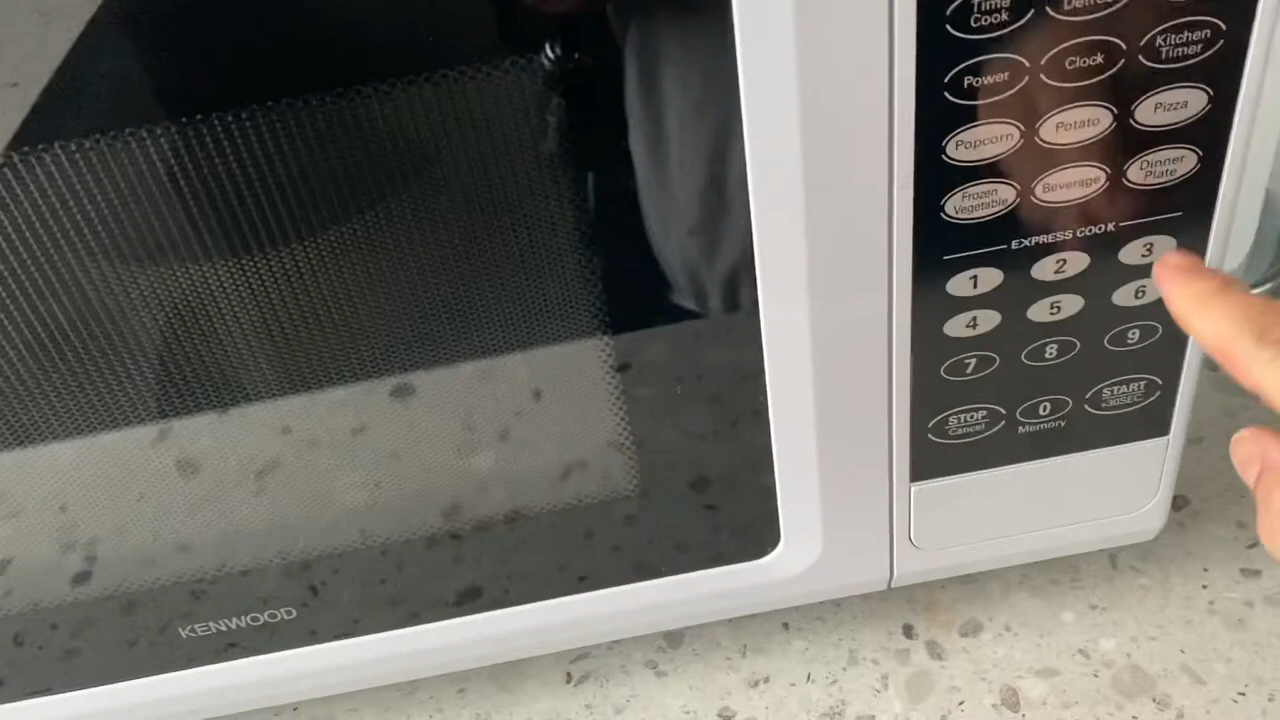 Time
Cook
Power
Clock
Kitchen
Timer
Popcorn
Potato
Pizza
Frozen
Vegetable
Beverage
Dinner
Plate
EXPRESS COOK
1
2
3
4
5
6
7
8
9
STOP
Cancel
0
Memory
START
+30SEC.
KENWOOD